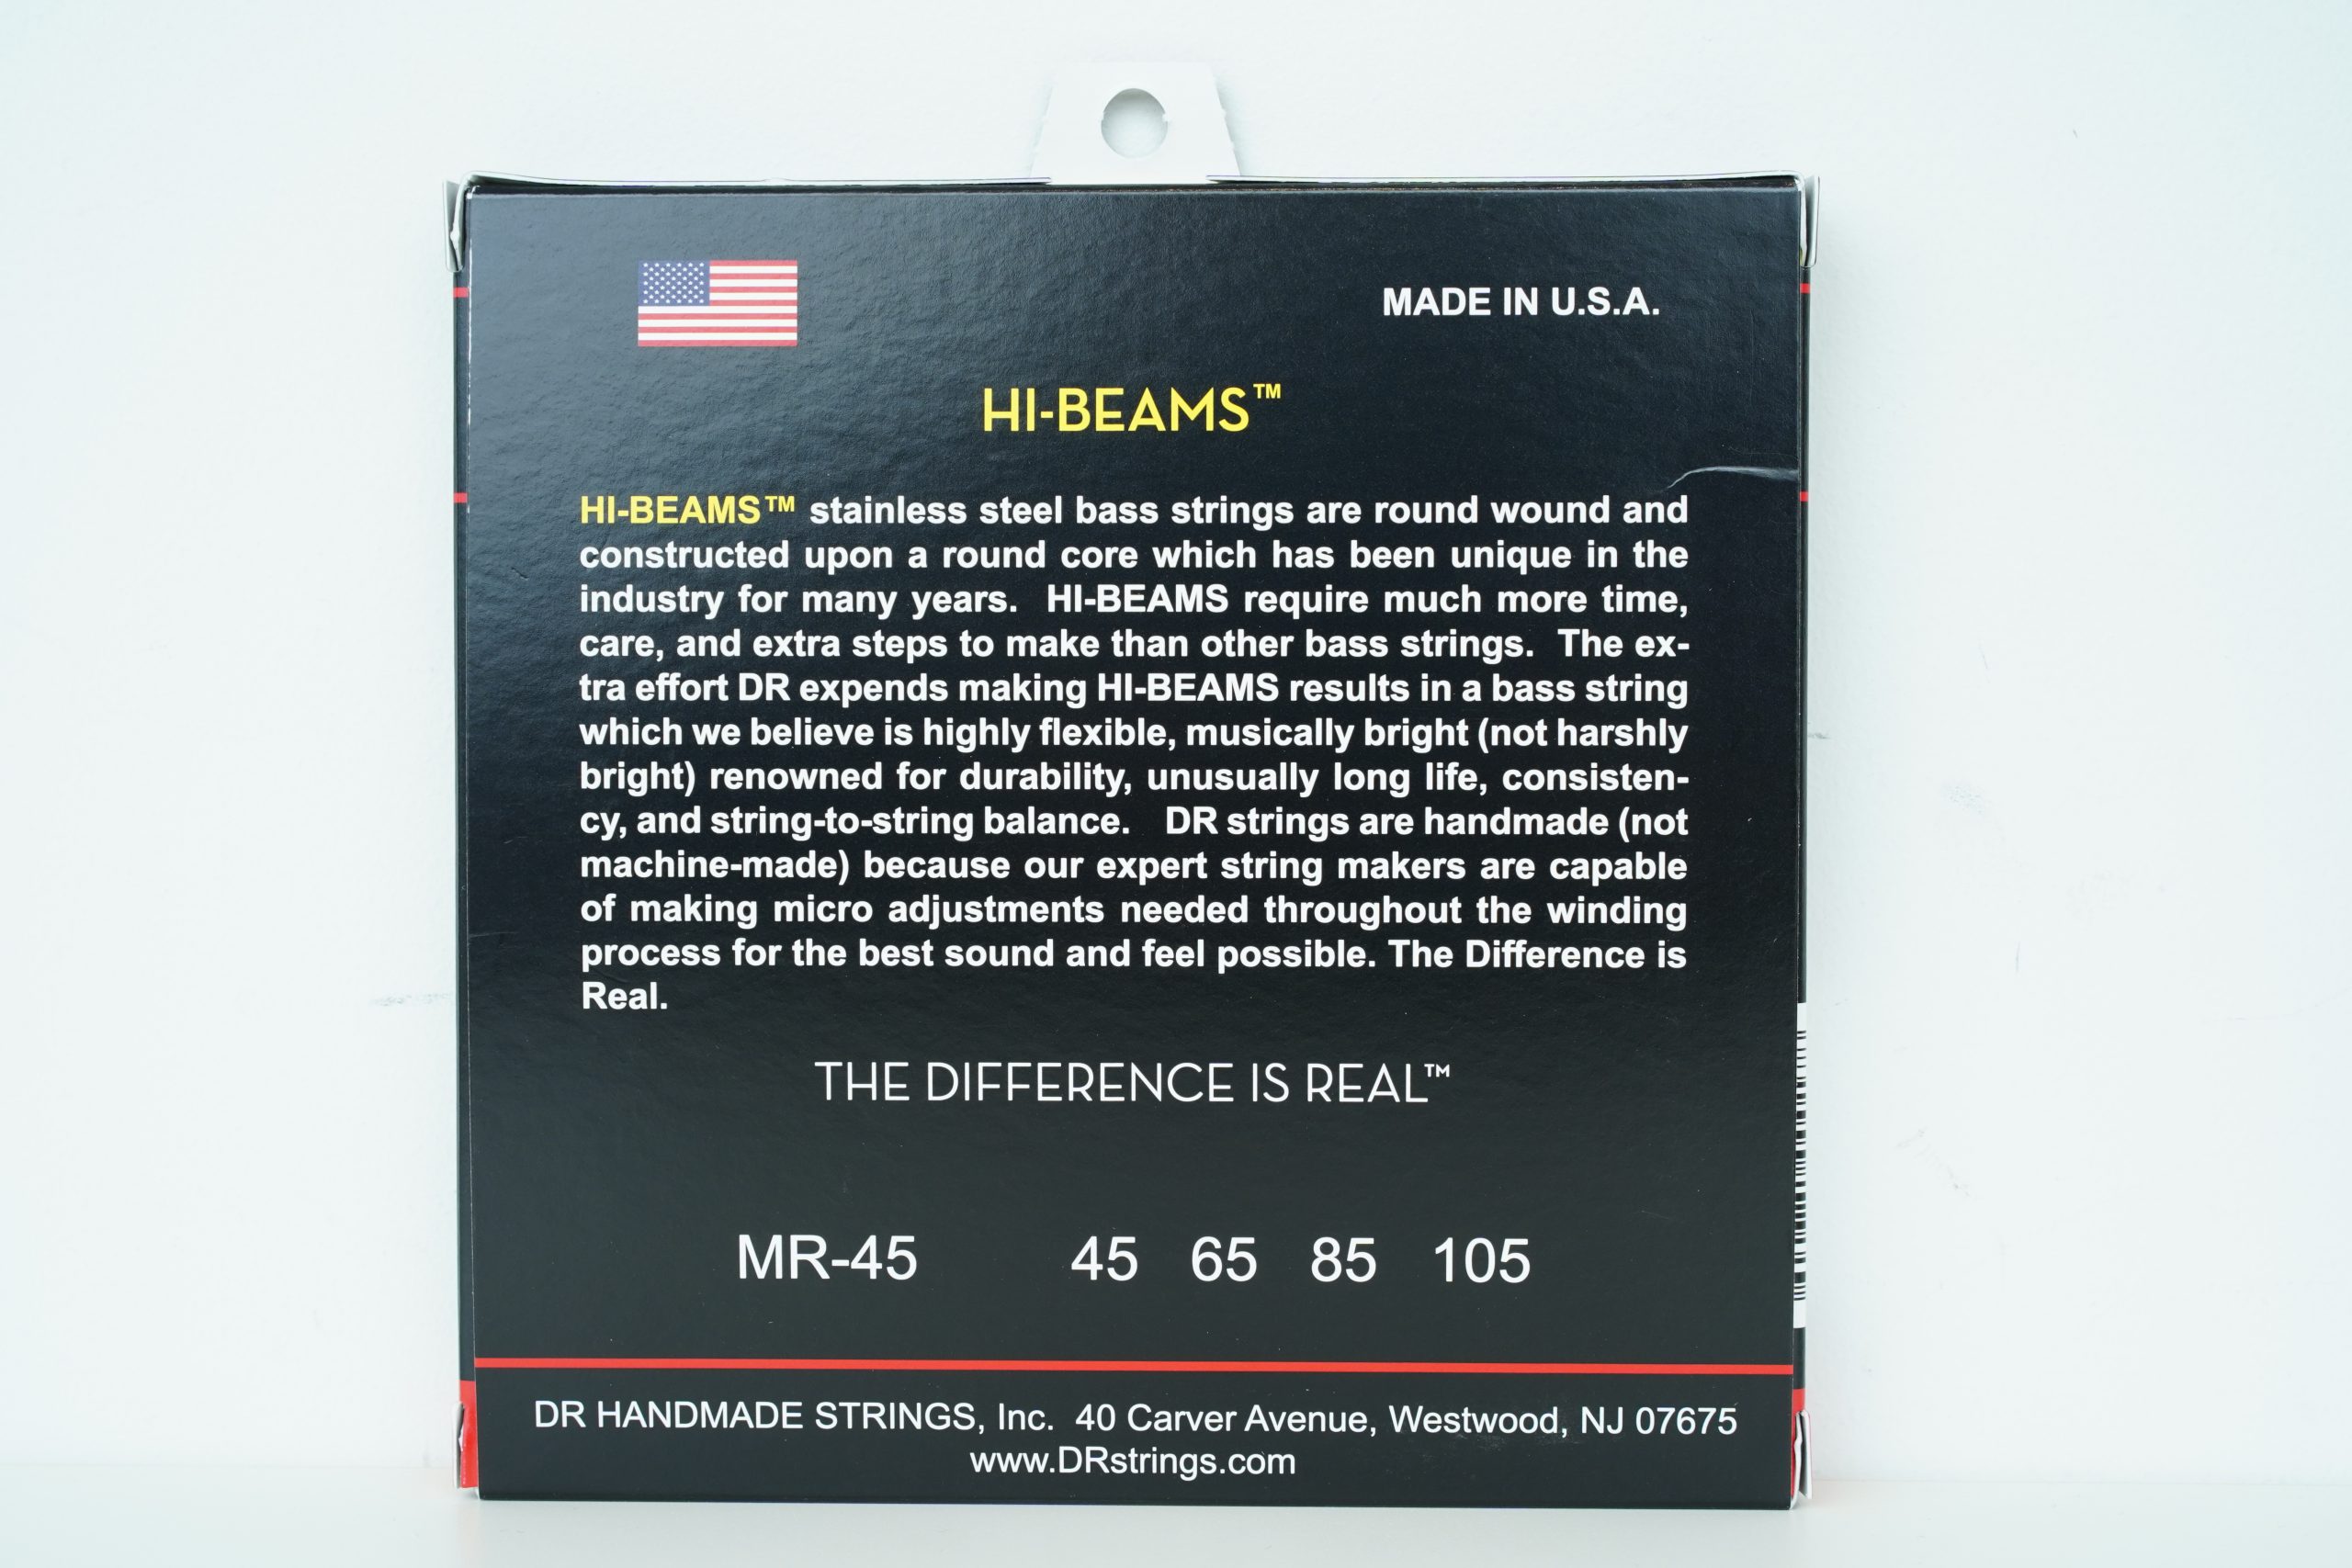 MADE IN U.S.A.
HI-BEAMS™
HI-BEAMS™ stainless steel bass strings are round wound and
constructed upon a round core which has been unique in the
industry for many years.  HI-BEAMS require much more time,
care, and extra steps to make than other bass strings.  The ex-
tra effort DR expends making HI-BEAMS results in a bass string
which we believe is highly flexible, musically bright (not harshly
bright) renowned for durability, unusually long life, consisten-
cy, and string-to-string balance.   DR strings are handmade (not
machine-made) because our expert string makers are capable
of making micro adjustments needed throughout the winding
process for the best sound and feel possible. The Difference is
Real.
THE DIFFERENCE IS REAL™
MR-45 45 65 85 105
DR HANDMADE STRINGS, Inc.  40 Carver Avenue, Westwood, NJ 07675
www.DRstrings.com